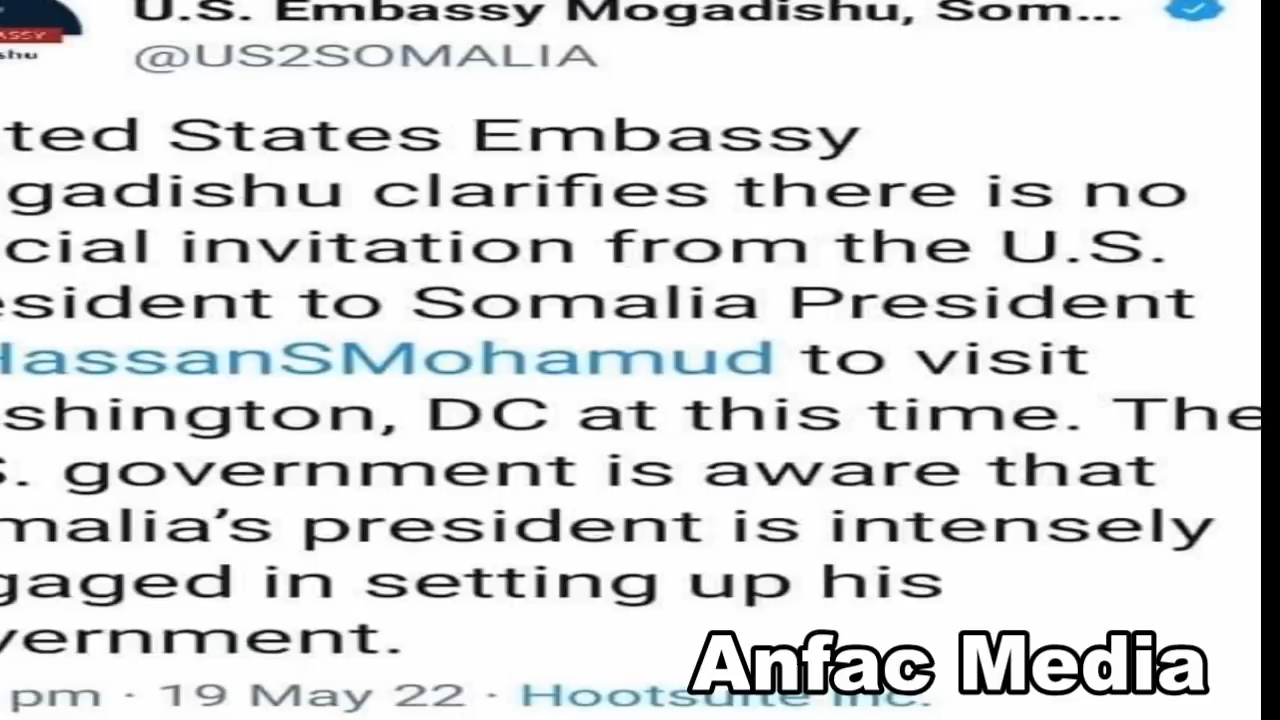 U.S. Embassy Mogadishu, Som...
ASSY
shu
@US2SOMALIA
ted States Embassy
gadishu clarifies there is no
cial invitation from the U.S.
esident to Somalia President
HassanSMohamud to visit
shington, DC at this time. The
S. government is aware that
malia's president is intensely
gaged in setting up his
vernment.
pm · 19 May 22 · Hootsuite Inc.
Anfac Media